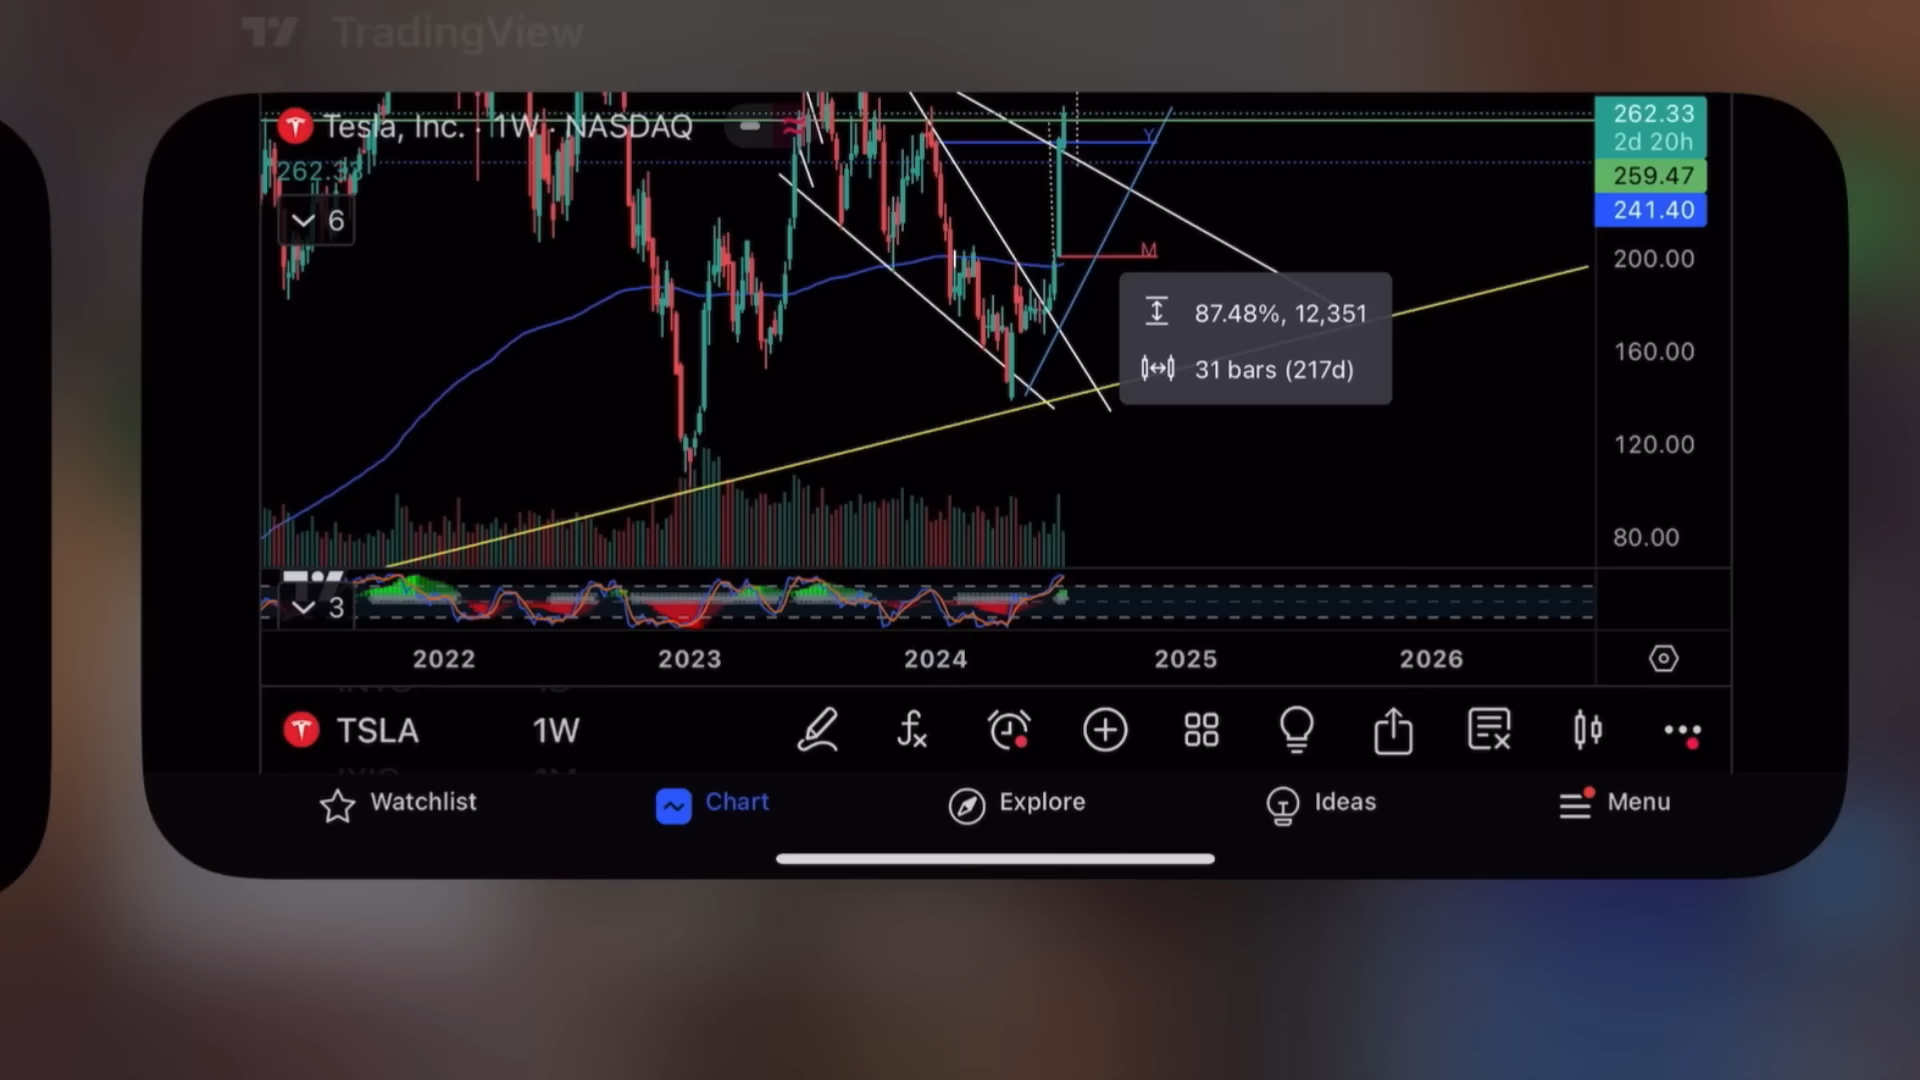 TradingView
Tesla, Inc. · 1W · NASDAQ
262.33
6
Y
M
87.48%, 12,351
31 bars (217d)
262.33
2d 20h
259.47
241.40
200.00
160.00
120.00
80.00
3
2022 2023 2024 2025 2026
TSLA 1W
Watchlist Chart Explore Ideas Menu